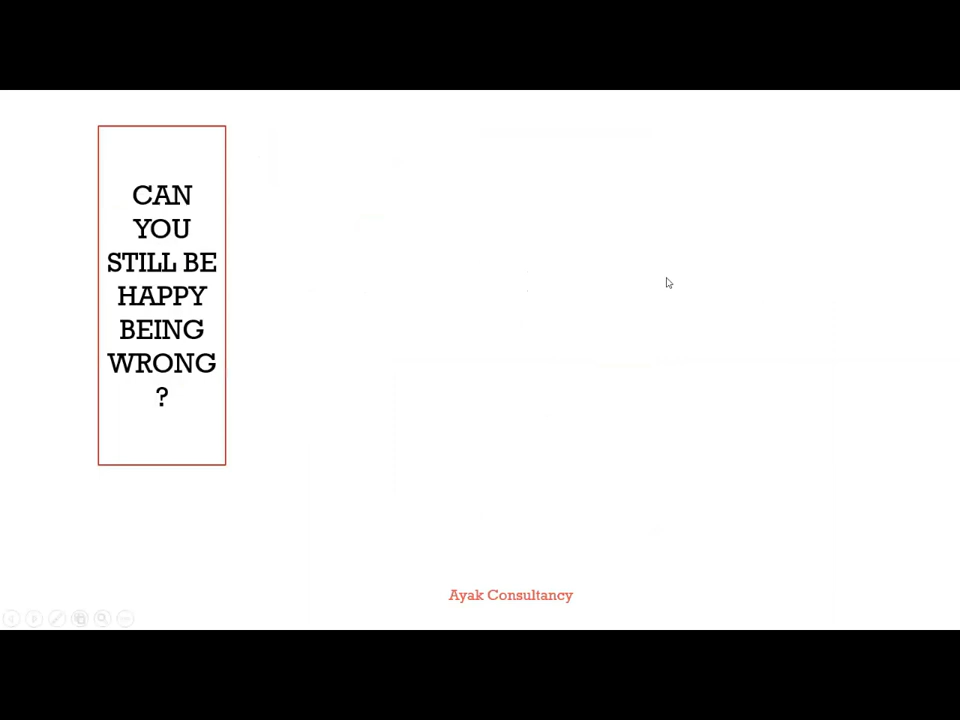 CAN
YOU
STILL BE
HAPPY
BEING
WRONG
?
Ayak Consultancy